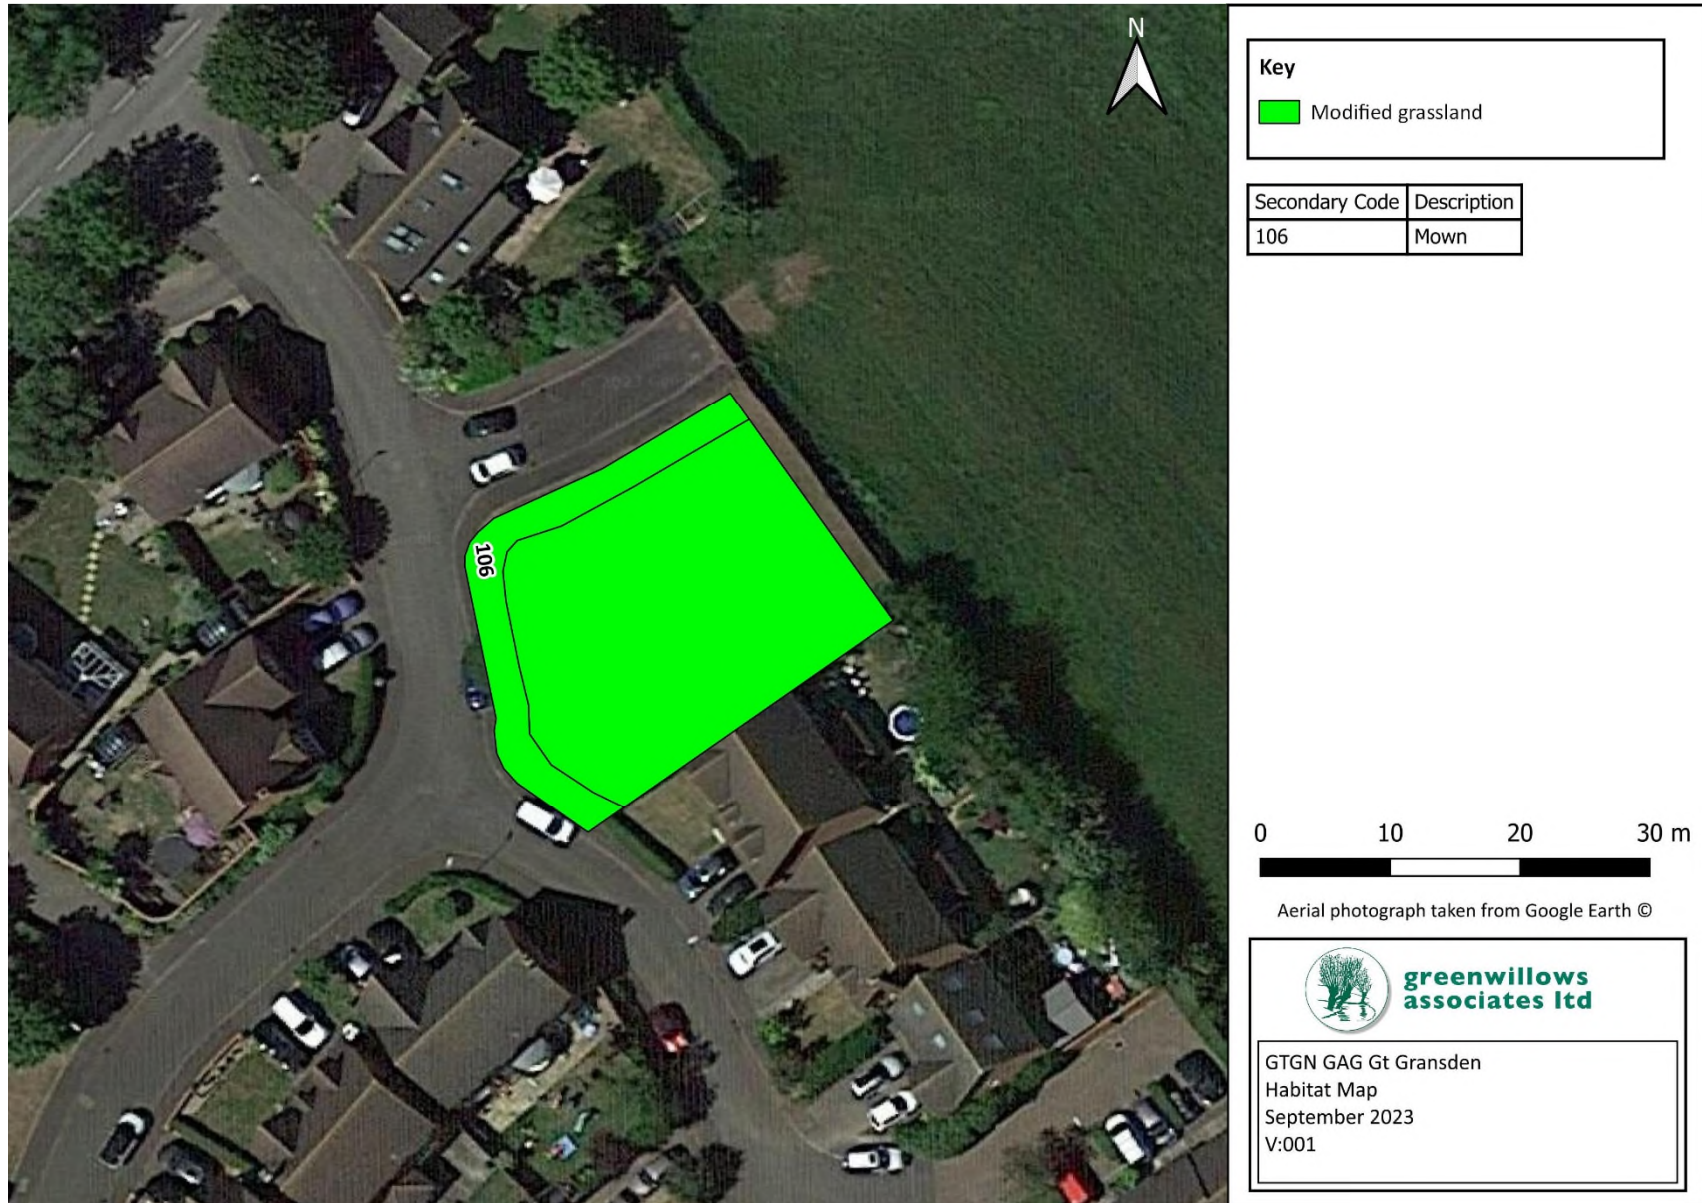 N
Key
Modified grassland
Secondary Code Description
106 Mown
106
0 10 20 30 m
Aerial photograph taken from Google Earth ©
greenwillows
associates ltd
GTGN GAG Gt Gransden
Habitat Map
September 2023
V:001